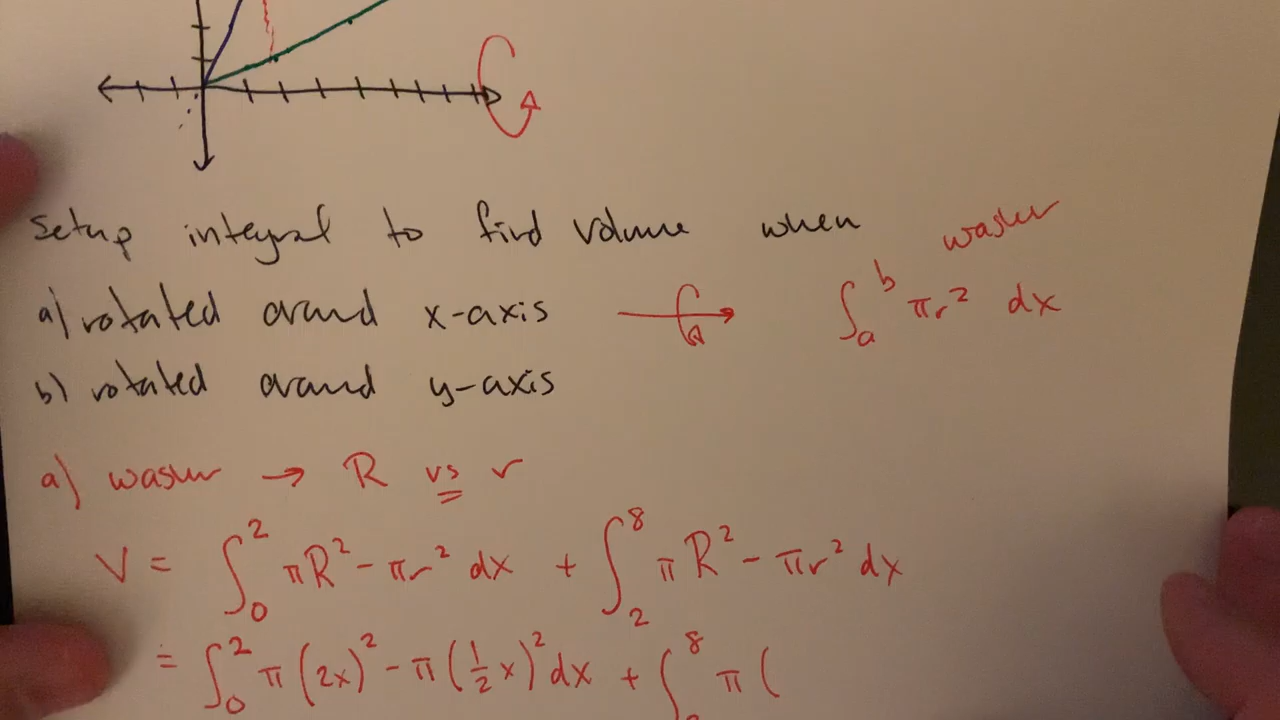 Setup integral to find volume when
washer
a) rotated around x-axis ∫_a^b πr² dx
b) rotated around y-axis
a) washer → R vs r
V = ∫_0^2 πR² - πr² dx + ∫_2^8 πR² - πr² dx
= ∫_0^2 π(2x)² - π(½x)² dx + ∫^8 π(